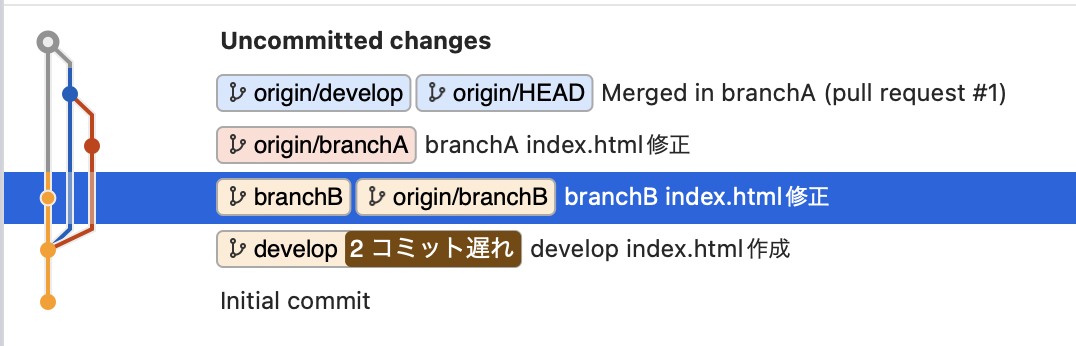 Uncommitted changes
origin/develop origin/HEAD Merged in branchA (pull request #1)
origin/branchA branchA index.html修正
branchB origin/branchB branchB index.html修正
develop 2 コミット遅れ develop index.html作成
Initial commit